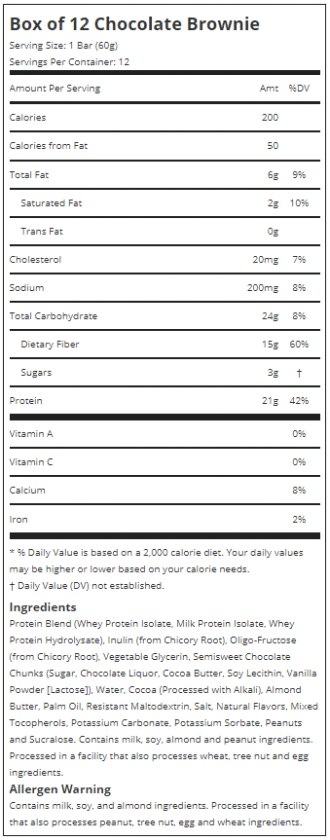 Box of 12 Chocolate Brownie
Serving Size: 1 Bar (60g)
Servings Per Container: 12
Amount Per Serving Amt %DV
Calories 200
Calories from Fat 50
Total Fat 6g 9%
Saturated Fat 2g 10%
Trans Fat 0g
Cholesterol 20mg 7%
Sodium 200mg 8%
Total Carbohydrate 24g 8%
Dietary Fiber 15g 60%
Sugars 3g †
Protein 21g 42%
Vitamin A 0%
Vitamin C 0%
Calcium 8%
Iron 2%
* % Daily Value is based on a 2,000 calorie diet. Your daily values
may be higher or lower based on your calorie needs.
† Daily Value (DV) not established.
Ingredients
Protein Blend (Whey Protein Isolate, Milk Protein Isolate, Whey
Protein Hydrolysate), Inulin (from Chicory Root), Oligo-Fructose
(from Chicory Root), Vegetable Glycerin, Semisweet Chocolate
Chunks (Sugar, Chocolate Liquor, Cocoa Butter, Soy Lecithin, Vanilla
Powder [Lactose]), Water, Cocoa (Processed with Alkali), Almond
Butter, Palm Oil, Resistant Maltodextrin, Salt, Natural Flavors, Mixed
Tocopherols, Potassium Carbonate, Potassium Sorbate, Peanuts
and Sucralose. Contains milk, soy, almond and peanut ingredients.
Processed in a facility that also processes wheat, tree nut and egg
ingredients.
Allergen Warning
Contains milk, soy, and almond ingredients. Processed in a facility
that also processes peanut, tree nut, egg and wheat ingredients.